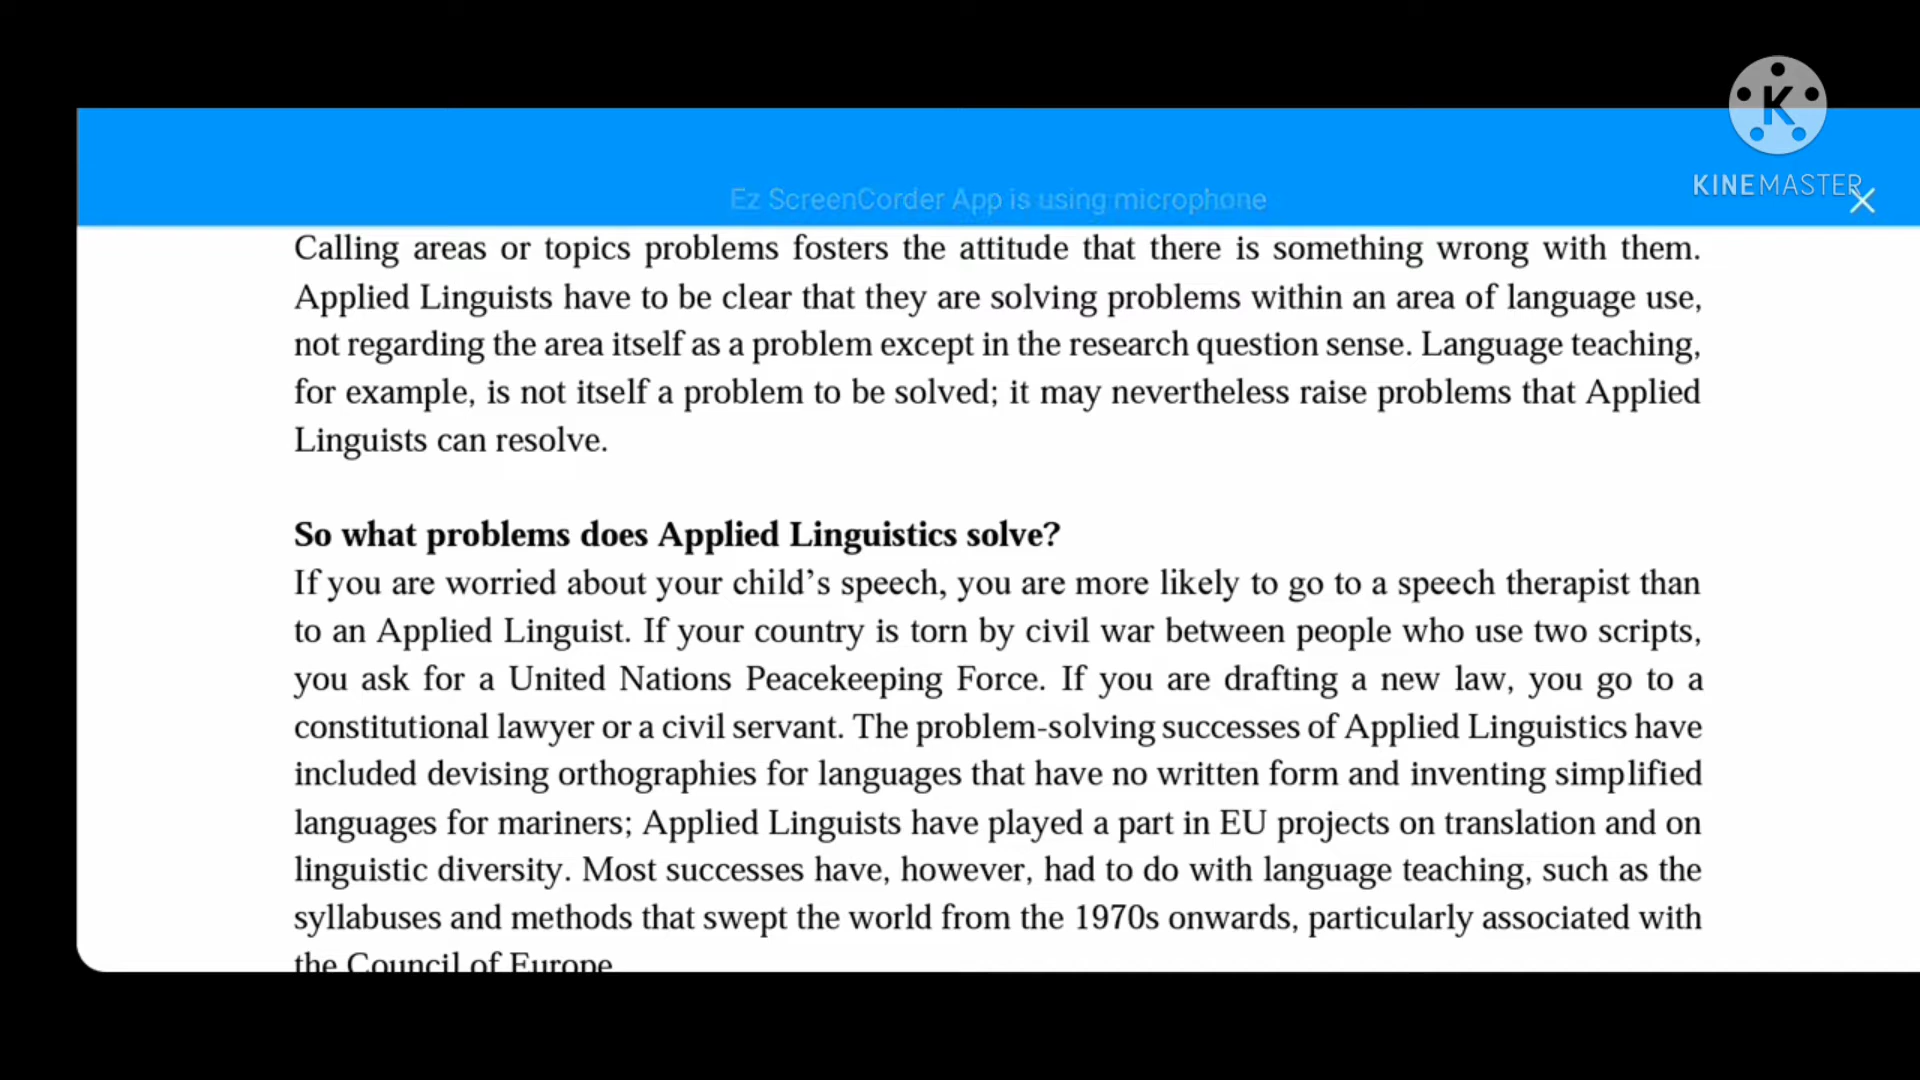 K
KINEMASTER
Ez ScreenCorder App is using microphone
Calling areas or topics problems fosters the attitude that there is something wrong with them.
Applied Linguists have to be clear that they are solving problems within an area of language use,
not regarding the area itself as a problem except in the research question sense. Language teaching,
for example, is not itself a problem to be solved; it may nevertheless raise problems that Applied
Linguists can resolve.
So what problems does Applied Linguistics solve?
If you are worried about your child’s speech, you are more likely to go to a speech therapist than
to an Applied Linguist. If your country is torn by civil war between people who use two scripts,
you ask for a United Nations Peacekeeping Force. If you are drafting a new law, you go to a
constitutional lawyer or a civil servant. The problem-solving successes of Applied Linguistics have
included devising orthographies for languages that have no written form and inventing simplified
languages for mariners; Applied Linguists have played a part in EU projects on translation and on
linguistic diversity. Most successes have, however, had to do with language teaching, such as the
syllabuses and methods that swept the world from the 1970s onwards, particularly associated with
the Council of Europe